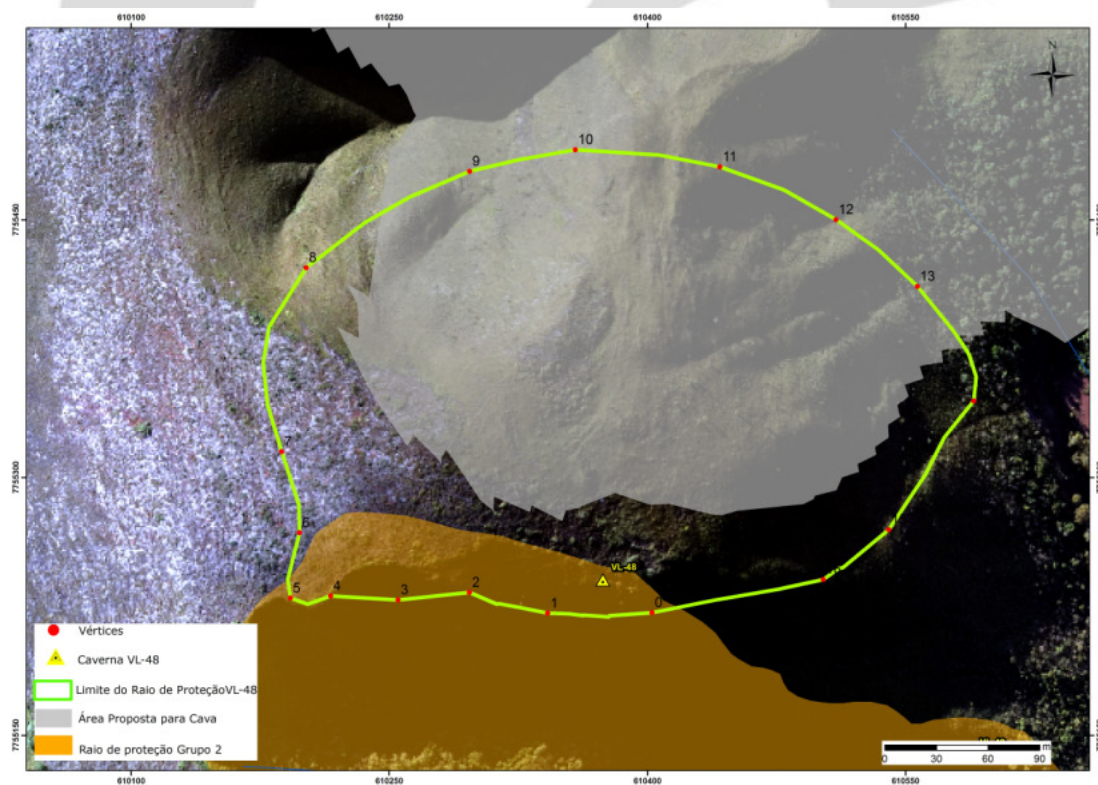 610100 610250 610400 610550
N
10
9
11
7755450
12
8
13
7755300
7
6
VL-48
5 4 3 2
1 0
Vértices
Caverna VL-48
Limite do Raio de ProteçãoVL-48
Área Proposta para Cava
Raio de proteção Grupo 2
7755150
m
0 30 60 90
610100 610250 610400 610550